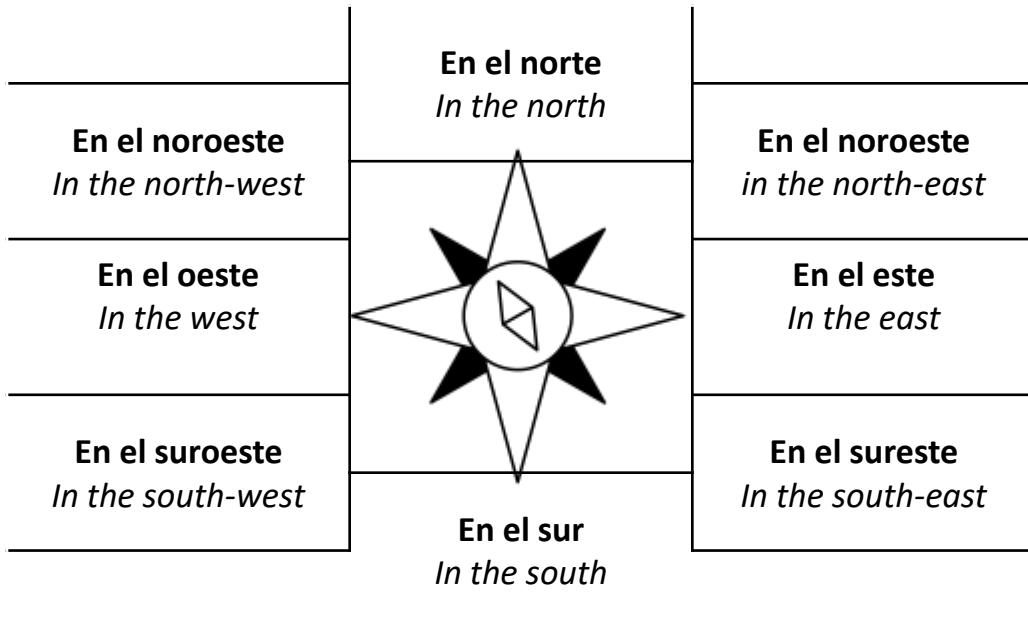 En el norte
In the north
En el noroeste
In the north-west
En el noroeste
in the north-east
En el oeste
In the west
En el este
In the east
En el suroeste
In the south-west
En el sureste
In the south-east
En el sur
In the south